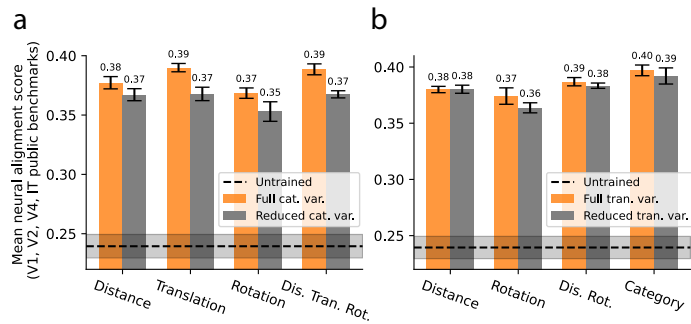 a
Mean neural alignment score
(V1, V2, V4, IT public benchmarks)
0.40
0.35
0.30
0.25
0.38
0.37
0.39
0.37
0.37
0.35
0.39
0.37
Untrained
Full cat. var.
Reduced cat. var.
Distance
Translation
Rotation
Dis. Tran. Rot.
b
0.40
0.35
0.30
0.25
0.38
0.38
0.37
0.36
0.39
0.38
0.40
0.39
Untrained
Full tran. var.
Reduced tran. var.
Distance
Rotation
Dis. Rot.
Category